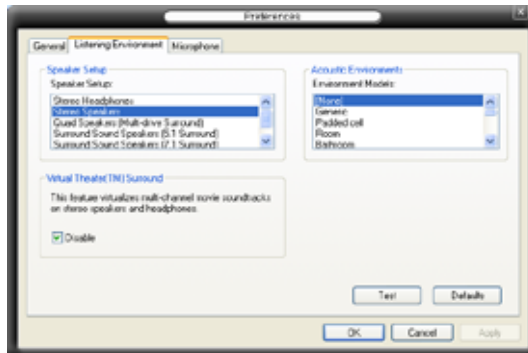 Preferences
General Listening Environment Microphone
Speaker Setup
Speaker Setup:
Stereo Headphones
Stereo Speakers
Quad Speakers (Multi-drive Surround)
Surround Sound Speakers (5.1 Surround)
Surround Sound Speakers (7.1 Surround)
Acoustic Environments
Environment Models:
(None)
Generic
Padded cell
Room
Bathroom
Virtual Theater(TM) Surround
This feature virtualizes multi-channel movie soundtracks
on stereo speakers and headphones.
Disable
Test Defaults
OK Cancel Apply